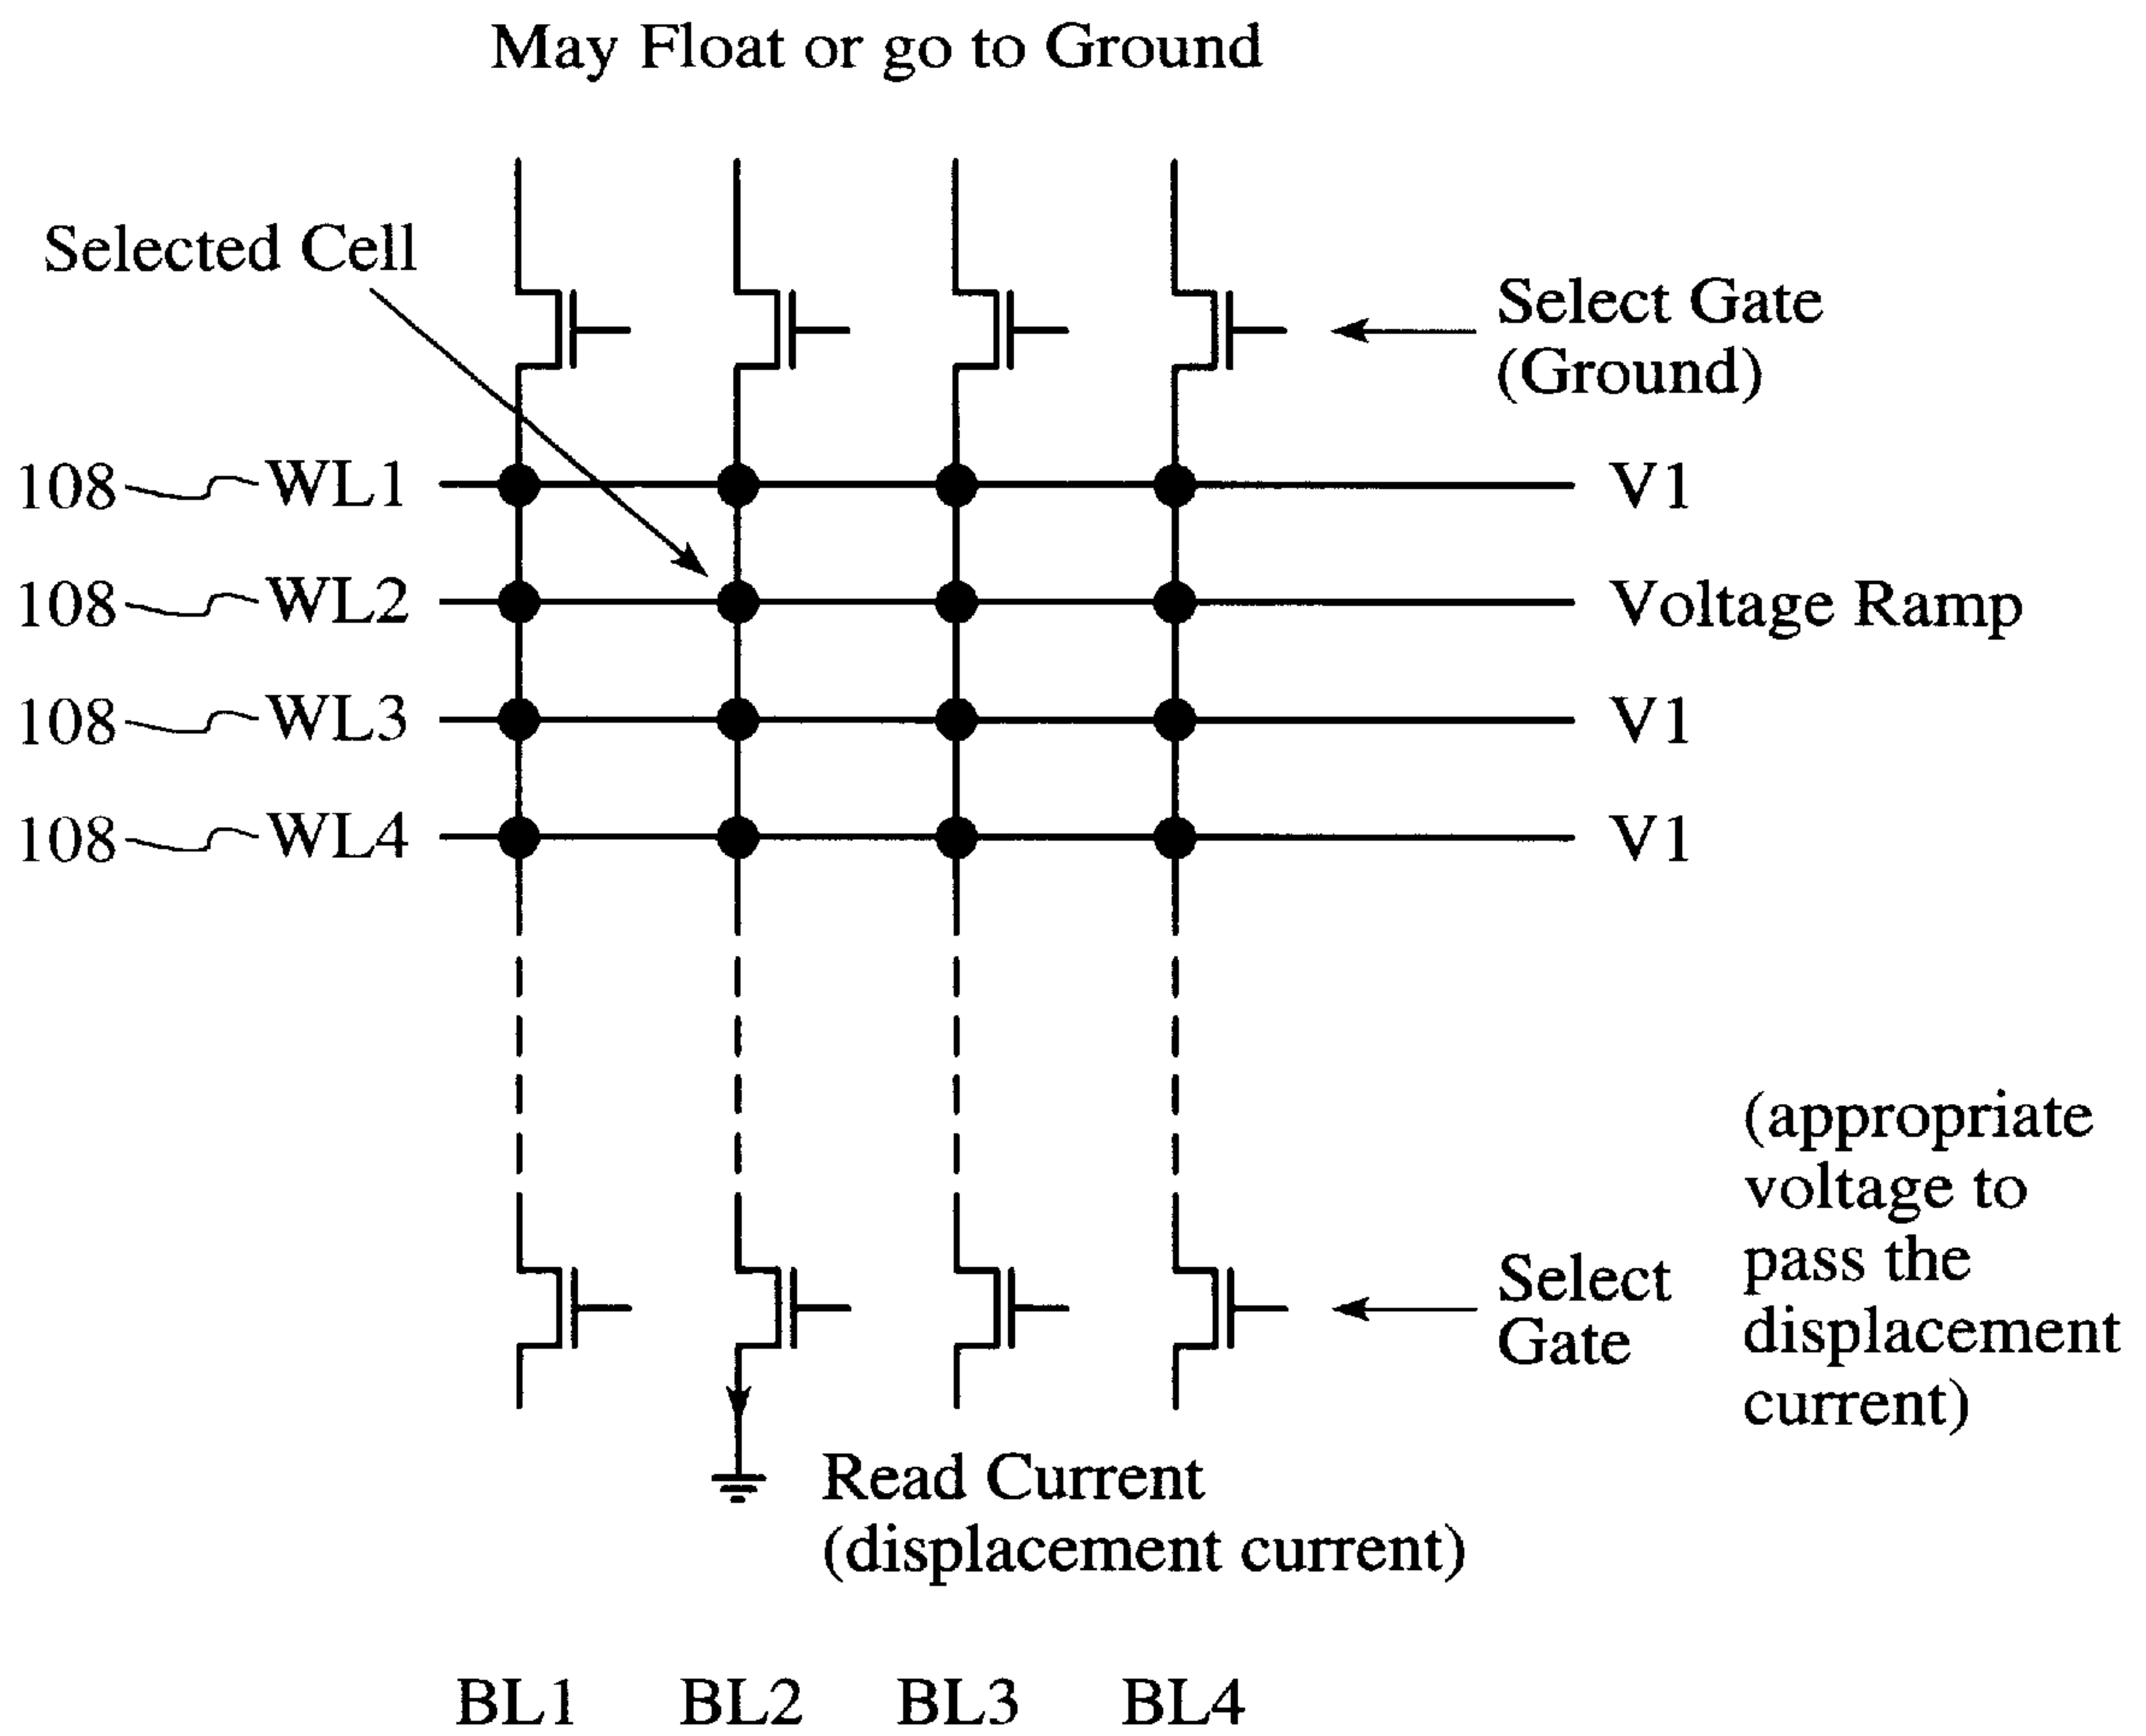 May Float or go to Ground
Selected Cell
Select Gate
(Ground)
108 WL1 V1
108 WL2 Voltage Ramp
108 WL3 V1
108 WL4 V1
(appropriate
voltage to
pass the
displacement
current)
Select
Gate
Read Current
(displacement current)
BL1 BL2 BL3 BL4